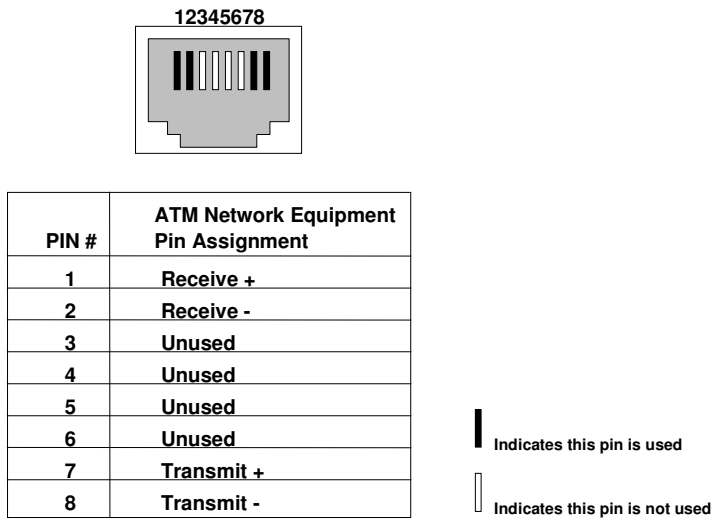 12345678
ATM Network Equipment
PIN # Pin Assignment
1 Receive +
2 Receive -
3 Unused
4 Unused
5 Unused
6 Unused
7 Transmit +
8 Transmit -
Indicates this pin is used
Indicates this pin is not used